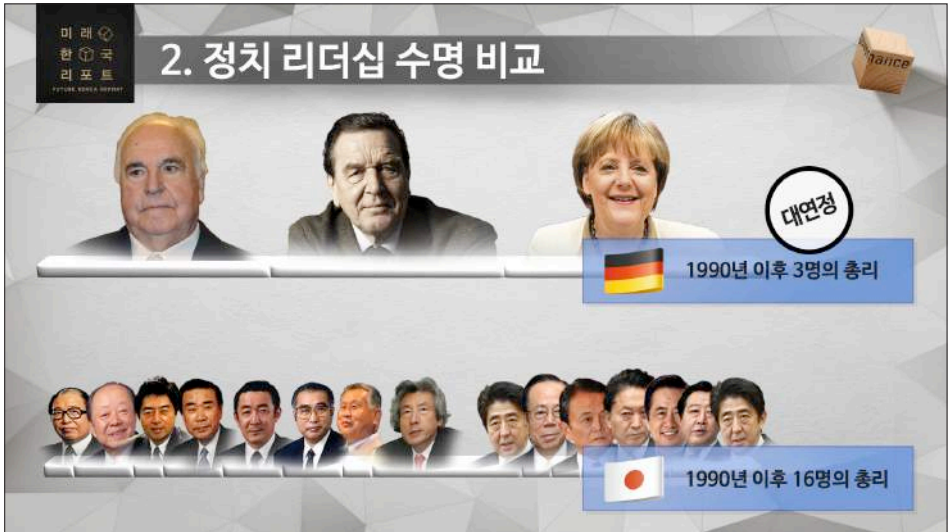 미래
한국
리포트
FUTURE KOREA REPORT
2. 정치 리더십 수명 비교
대연정
1990년 이후 3명의 총리
1990년 이후 16명의 총리